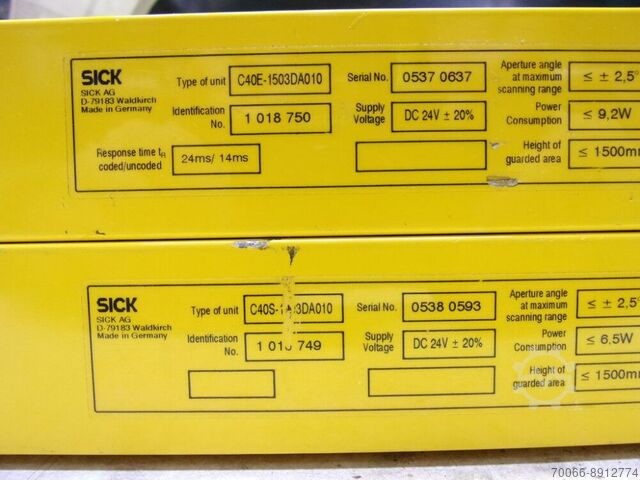 SICK
SICK AG
D-79183 Waldkirch
Made in Germany
Type of unit C40E-1503DA010
Identification No. 1 018 750
Response time tR coded/uncoded 24ms/ 14ms
Serial No. 0537 0637
Supply Voltage DC 24V ± 20%
Aperture angle at maximum scanning range ≤ ± 2,5°
Power Consumption ≤ 9,2W
Height of guarded area ≤ 1500mm
SICK
SICK AG
D-79183 Waldkirch
Made in Germany
Type of unit
Identification No. 749
Serial No. 0538 0593
Supply Voltage DC 24V ± 20%
Aperture angle at maximum scanning range ≤ ± 2,5°
Power Consumption ≤ 6,5W
Height of guarded area ≤ 1500mm
70066-8912774